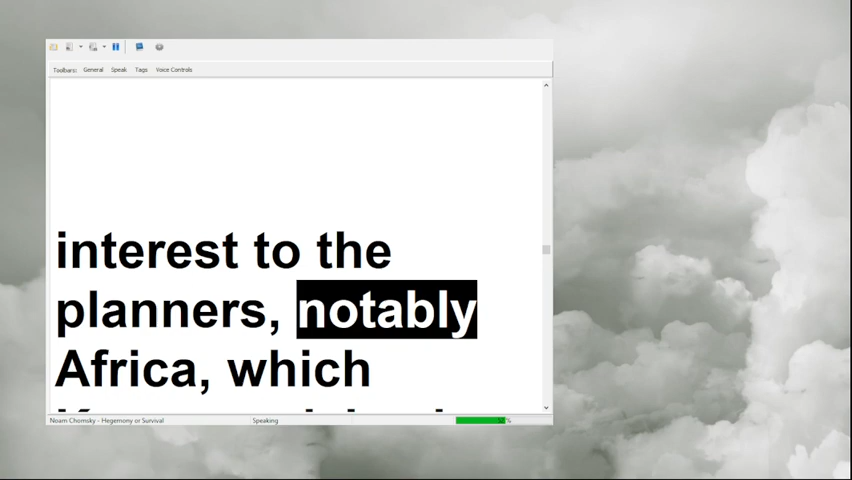 Toolbars: General Speak Tags Voice Controls
interest to the
planners, notably
Africa, which
Noam Chomsky - Hegemony or Survival Speaking